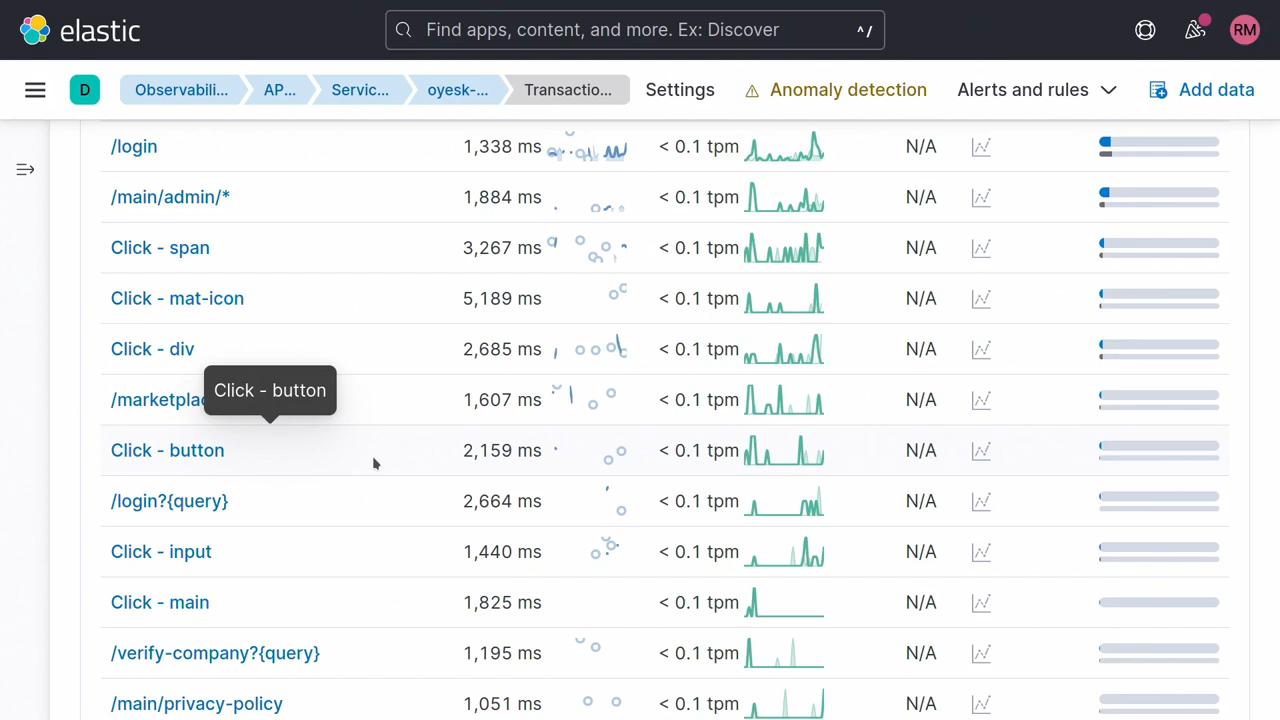 elastic
Find apps, content, and more. Ex: Discover ^/
RM
D Observabili... AP... Servic... oyesk-... Transactio... Settings Anomaly detection Alerts and rules Add data
/login 1,338 ms < 0.1 tpm N/A
/main/admin/* 1,884 ms < 0.1 tpm N/A
Click - span 3,267 ms < 0.1 tpm N/A
Click - mat-icon 5,189 ms < 0.1 tpm N/A
Click - div 2,685 ms < 0.1 tpm N/A
Click - button
/marketplac 1,607 ms < 0.1 tpm N/A
Click - button 2,159 ms < 0.1 tpm N/A
/login?{query} 2,664 ms < 0.1 tpm N/A
Click - input 1,440 ms < 0.1 tpm N/A
Click - main 1,825 ms < 0.1 tpm N/A
/verify-company?{query} 1,195 ms < 0.1 tpm N/A
/main/privacy-policy 1,051 ms < 0.1 tpm N/A